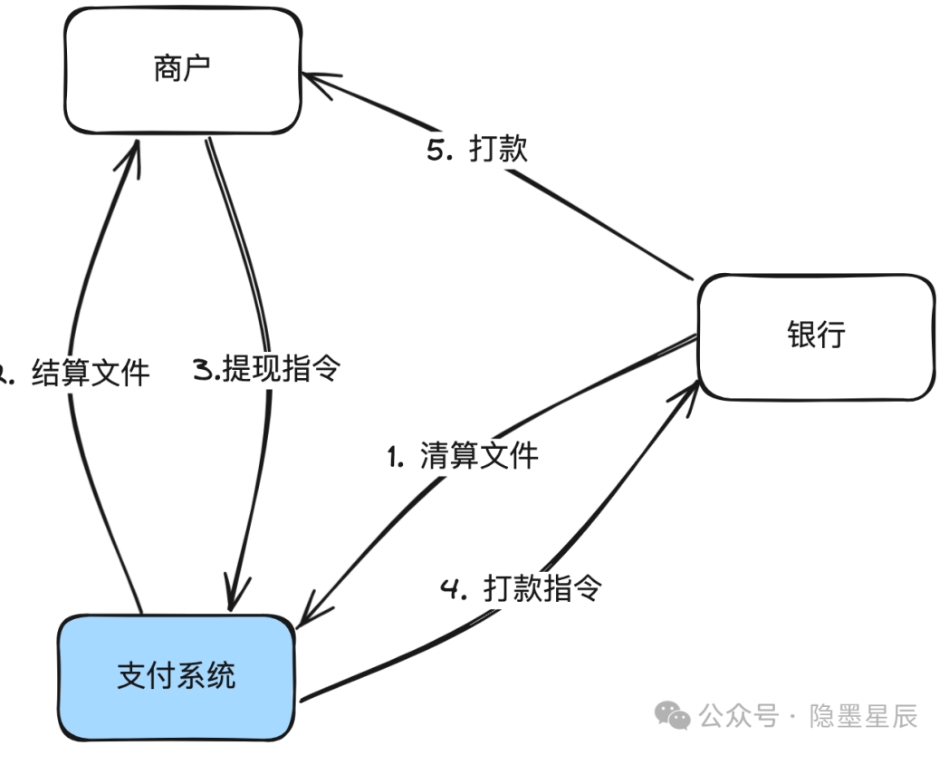 商户
5. 打款
银行
2. 结算文件
3.提现指令
1. 清算文件
4. 打款指令
支付系统
公众号 · 隐墨星辰